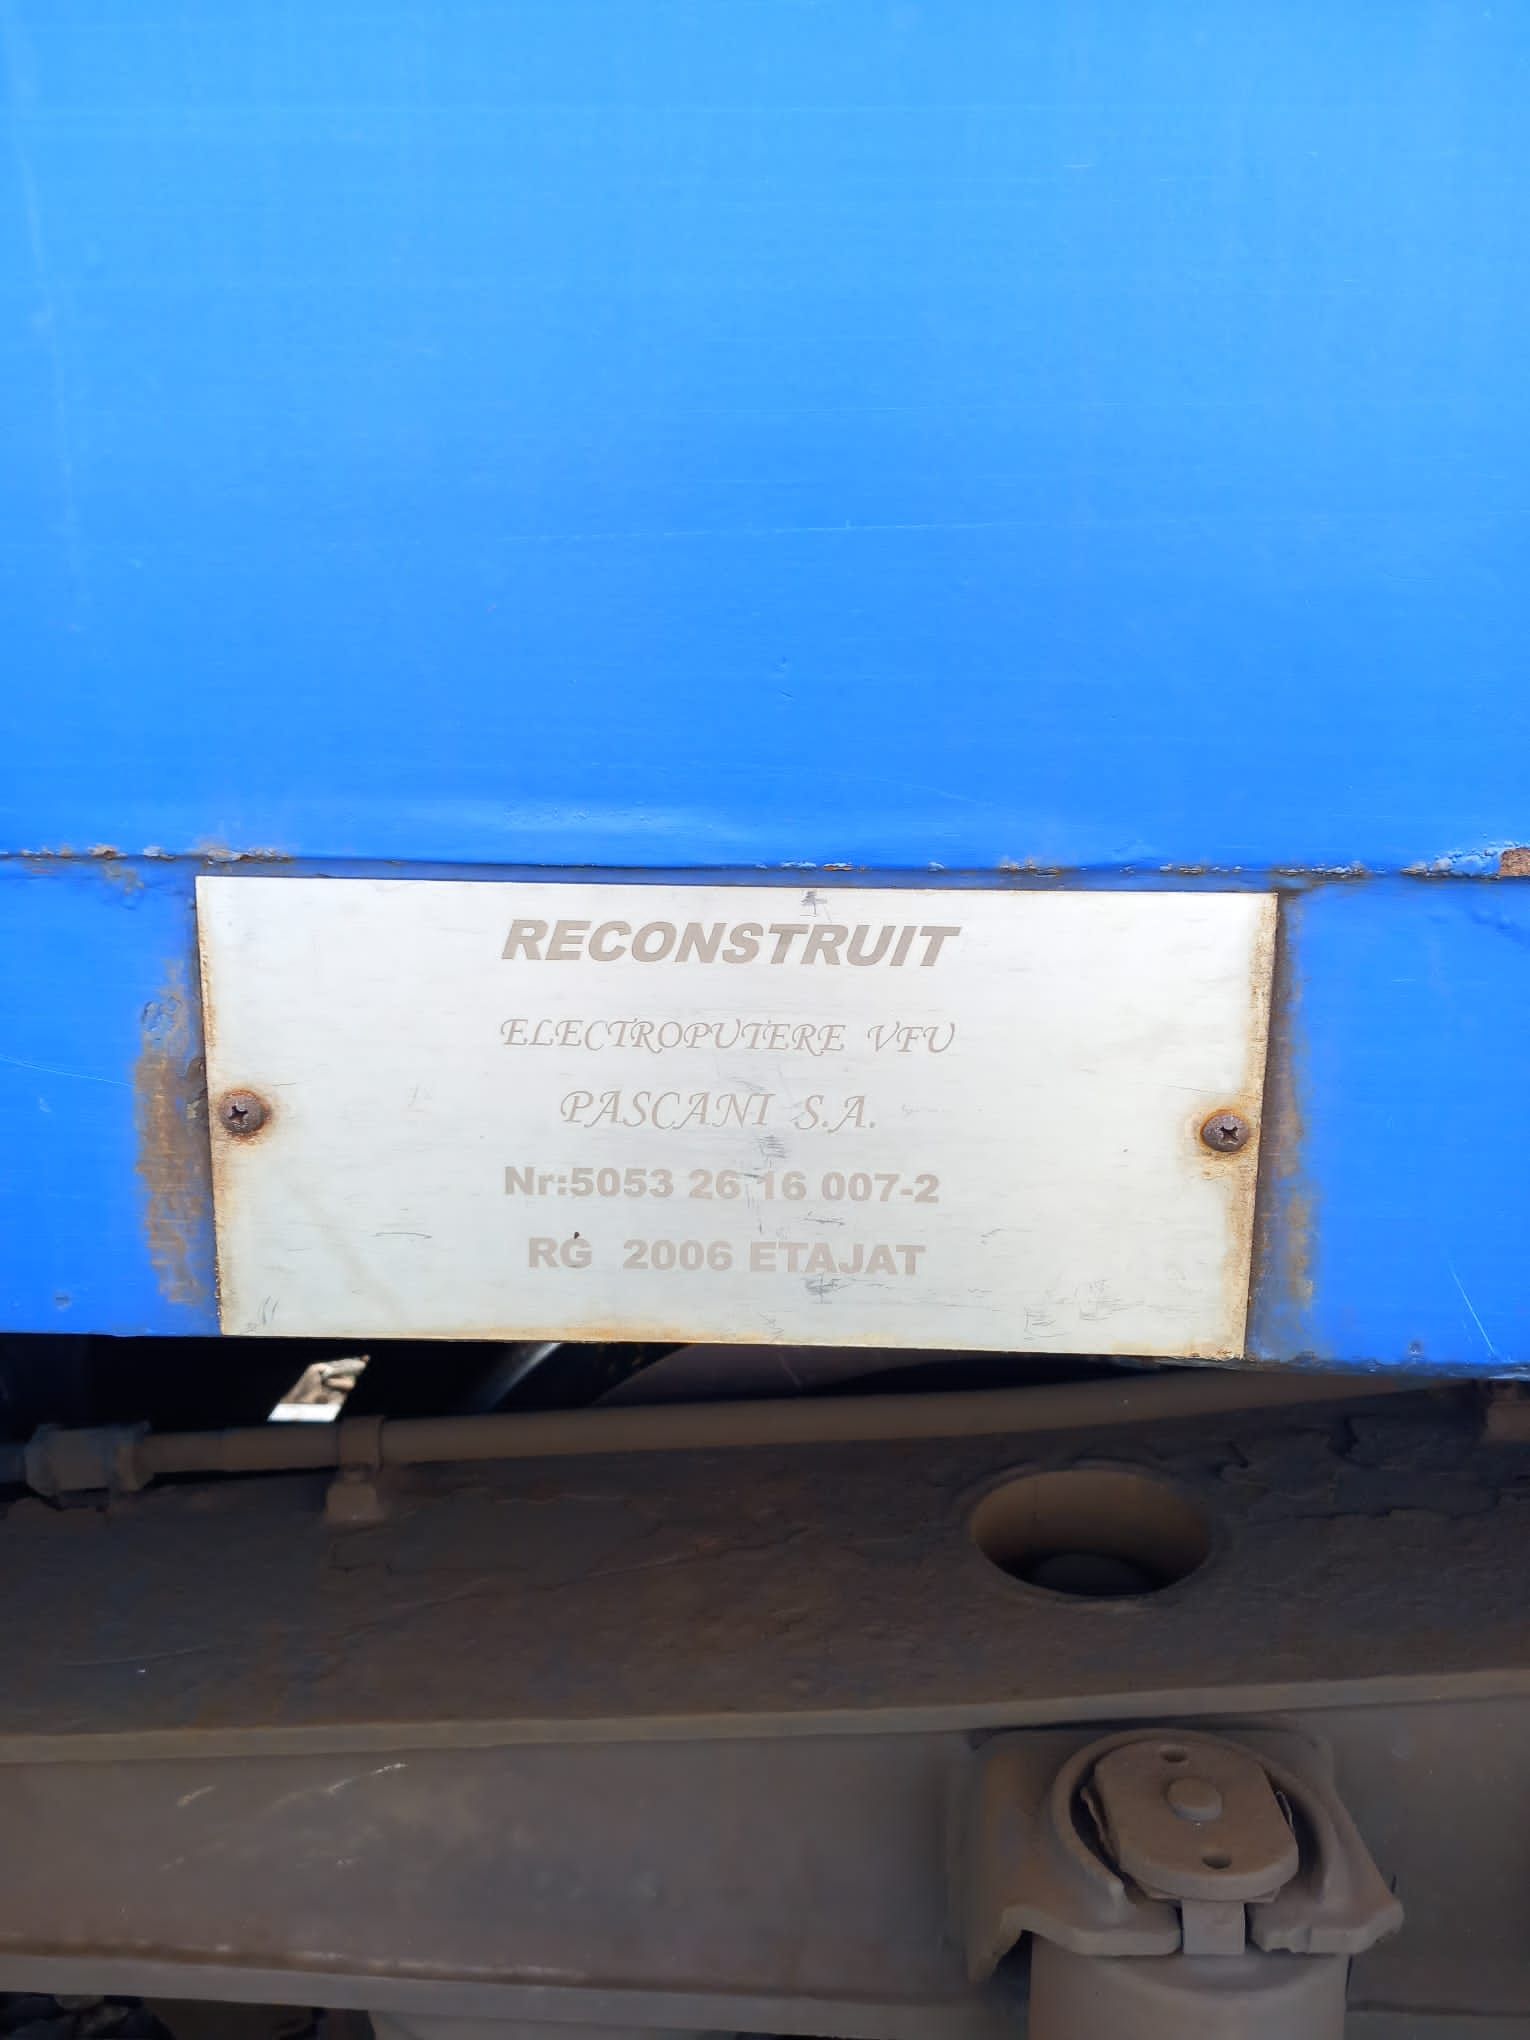 RECONSTRUIT
ELECTROPUTERE VFU
PASCANI S.A.
Nr:5053 26 16 007-2
RG 2006 ETAJAT